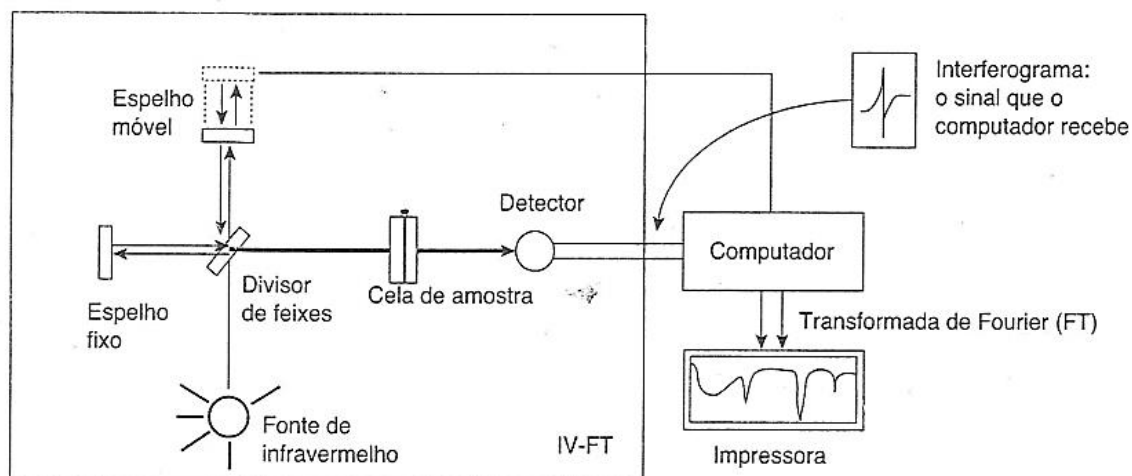 Espelho
móvel
Interferograma:
o sinal que o
computador recebe
Detector
Computador
Divisor
de feixes
Cela de amostra
Espelho
fixo
Transformada de Fourier (FT)
Fonte de
infravermelho
IV-FT
Impressora